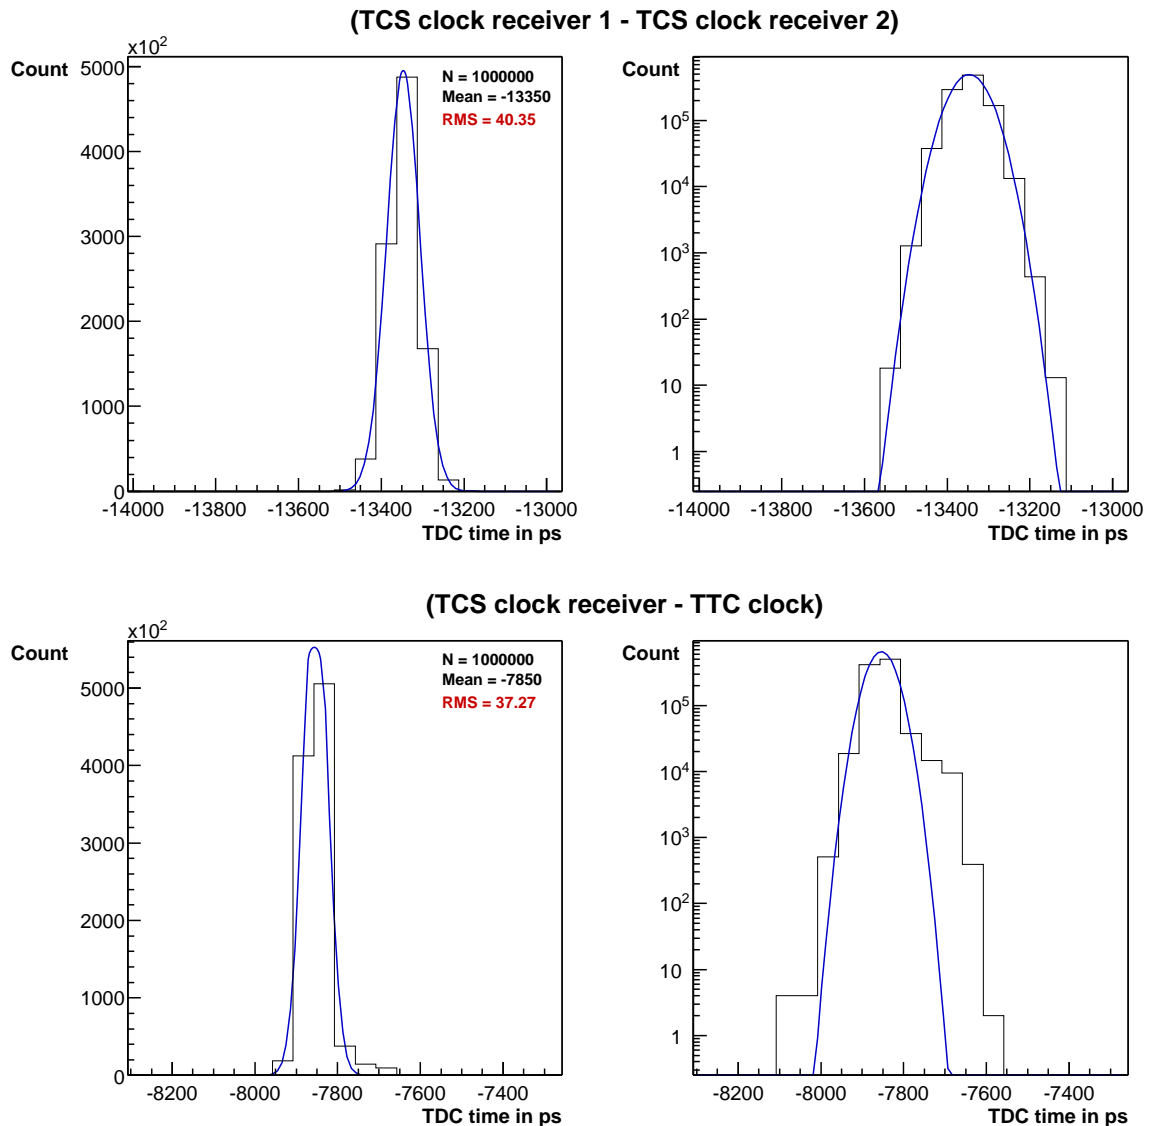 (TCS clock receiver 1 - TCS clock receiver 2)
x10²
Count
5000
4000
3000
2000
1000
0
N = 1000000
Mean = -13350
RMS = 40.35
-14000 -13800 -13600 -13400 -13200 -13000
TDC time in ps
Count
10⁵
10⁴
10³
10²
10
1
-14000 -13800 -13600 -13400 -13200 -13000
TDC time in ps
(TCS clock receiver - TTC clock)
x10²
Count
5000
4000
3000
2000
1000
0
N = 1000000
Mean = -7850
RMS = 37.27
-8200 -8000 -7800 -7600 -7400
TDC time in ps
Count
10⁵
10⁴
10³
10²
10
1
-8200 -8000 -7800 -7600 -7400
TDC time in ps